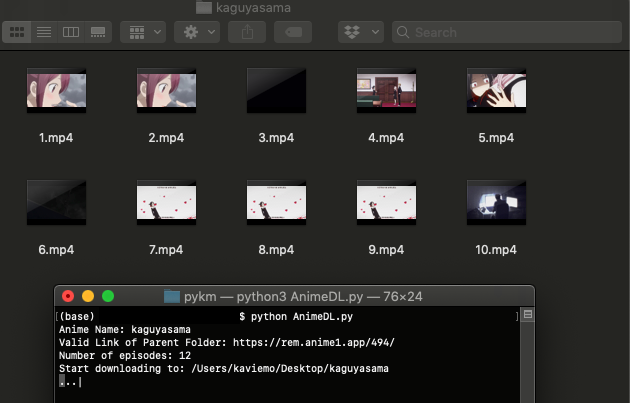 kaguyasama
Search
1.mp4
2.mp4
3.mp4
4.mp4
5.mp4
6.mp4
7.mp4
8.mp4
9.mp4
10.mp4
pykm — python3 AnimeDL.py — 76×24
[(base) $ python AnimeDL.py ]
Anime Name: kaguyasama
Valid Link of Parent Folder: https://rem.anime1.app/494/
Number of episodes: 12
Start downloading to: /Users/kaviemo/Desktop/kaguyasama
...|